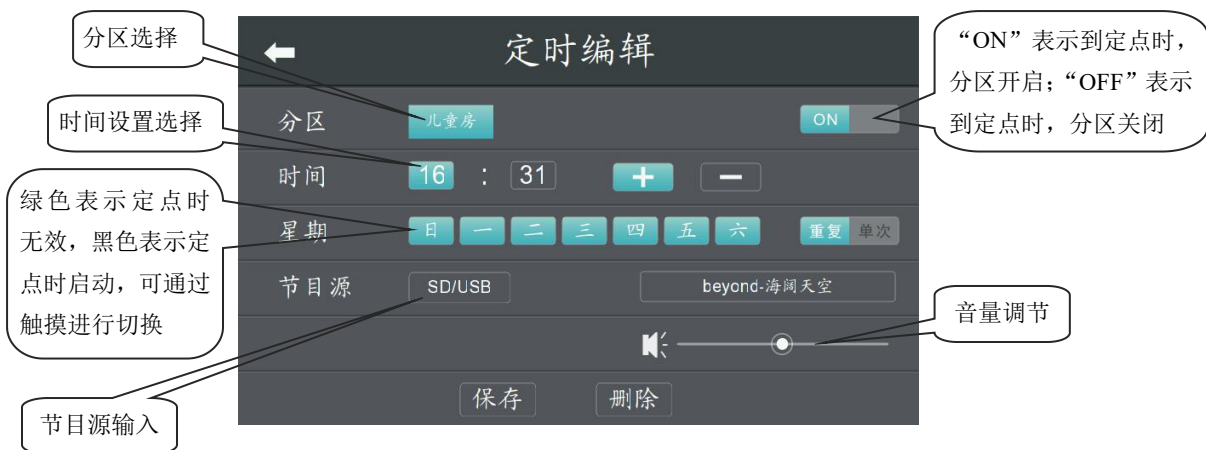 分区选择
时间设置选择
绿色表示定点时
无效，黑色表示定
点时启动，可通过
触摸进行切换
节目源输入
定时编辑
分区 儿童房 ON
时间 16 : 31 + −
星期 日 一 二 三 四 五 六 重复 单次
节目源 SD/USB beyond-海阔天空
保存 删除
“ON”表示到定点时，
分区开启；“OFF”表示
到定点时，分区关闭
音量调节